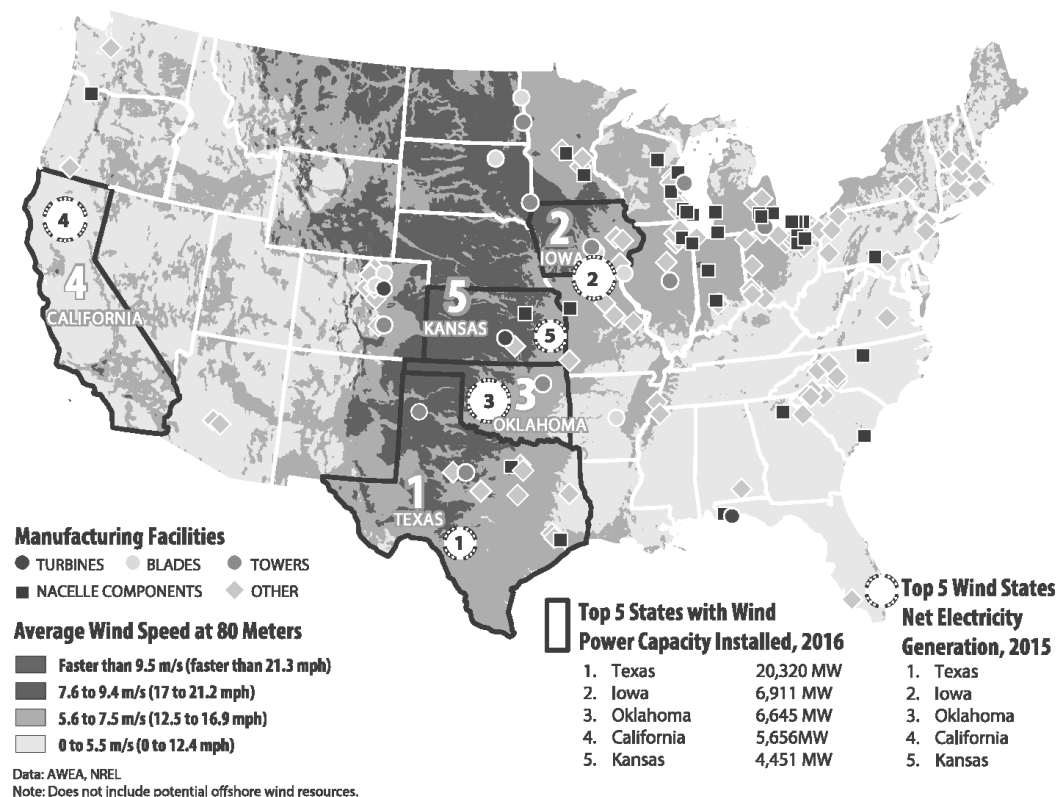 4
4
CALIFORNIA
2
IOWA
2
5
KANSAS
5
3
3
OKLAHOMA
1
TEXAS
1
Manufacturing Facilities
TURBINES BLADES TOWERS
NACELLE COMPONENTS OTHER
Average Wind Speed at 80 Meters
Faster than 9.5 m/s (faster than 21.3 mph)
7.6 to 9.4 m/s (17 to 21.2 mph)
5.6 to 7.5 m/s (12.5 to 16.9 mph)
0 to 5.5 m/s (0 to 12.4 mph)
Data: AWEA, NREL
Note: Does not include potential offshore wind resources.
Top 5 States with Wind
Power Capacity Installed, 2016
1. Texas 20,320 MW
2. Iowa 6,911 MW
3. Oklahoma 6,645 MW
4. California 5,656MW
5. Kansas 4,451 MW
Top 5 Wind States
Net Electricity
Generation, 2015
1. Texas
2. Iowa
3. Oklahoma
4. California
5. Kansas